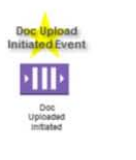 Doc Upload
Initiated Event
Doc
Uploaded
Initiated